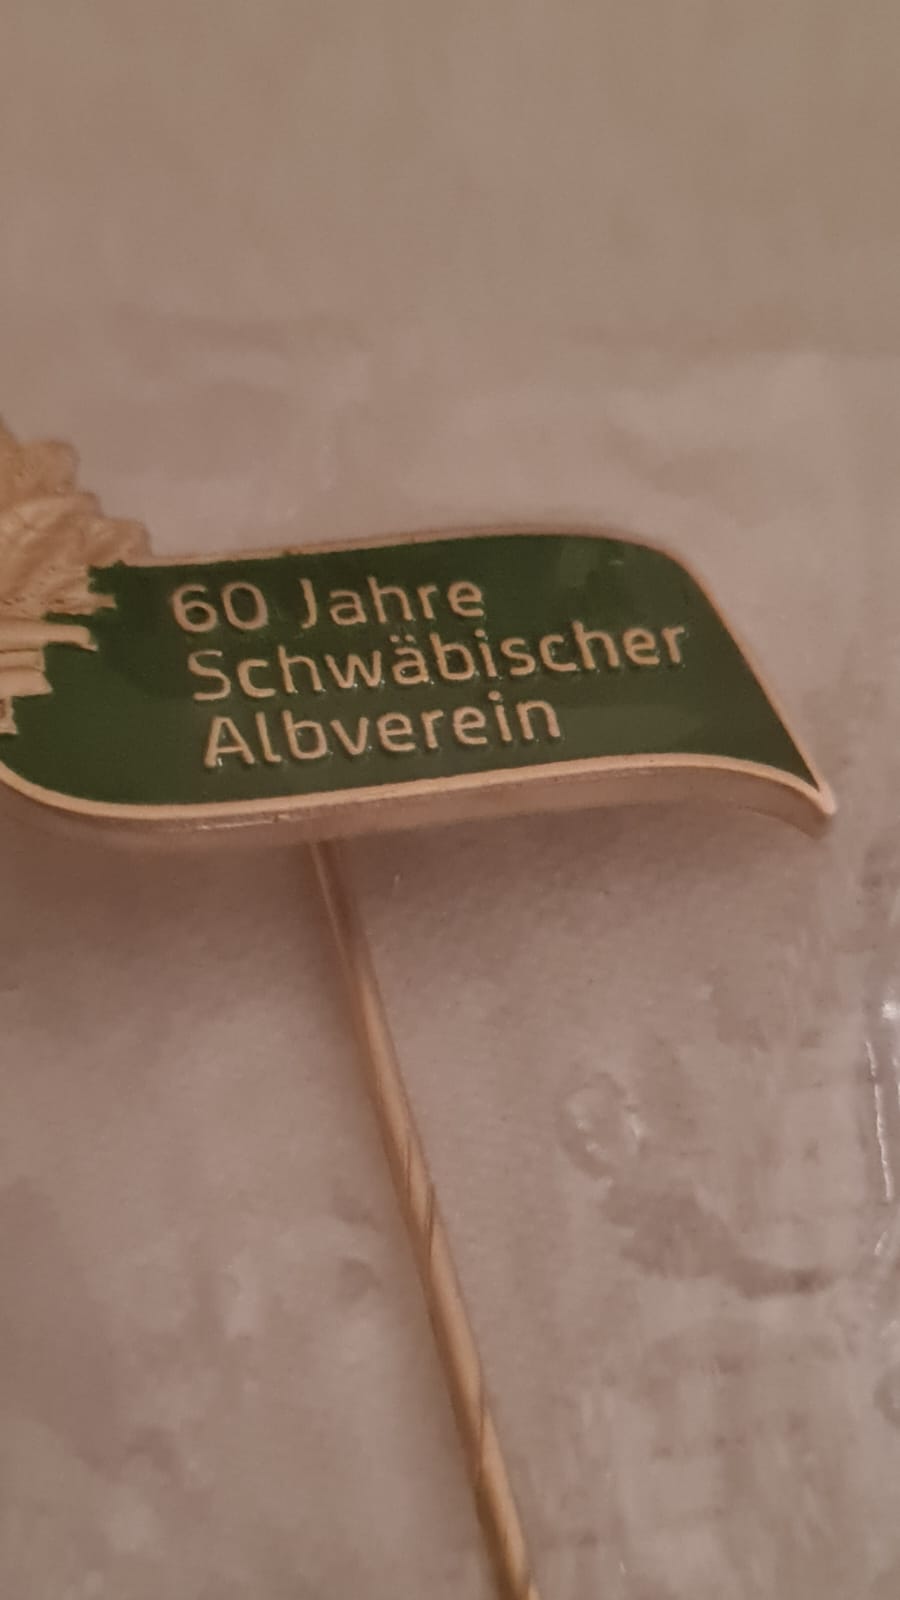 60 Jahre
Schwäbischer
Albverein